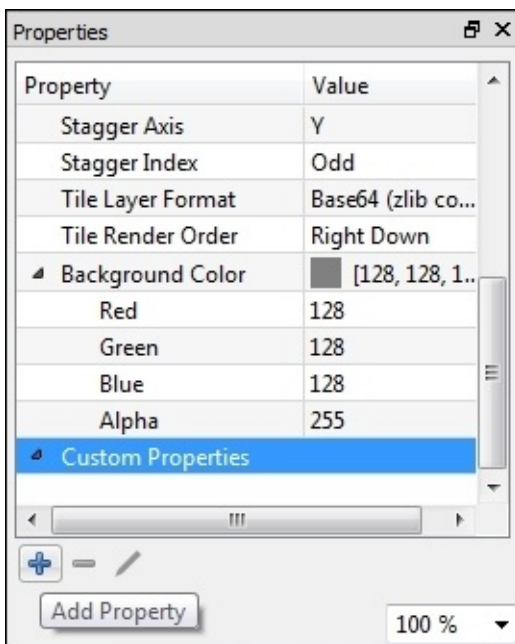 Properties
Property Value
Stagger Axis Y
Stagger Index Odd
Tile Layer Format Base64 (zlib co...
Tile Render Order Right Down
Background Color [128, 128, 1..
Red 128
Green 128
Blue 128
Alpha 255
Custom Properties
Add Property
100 %